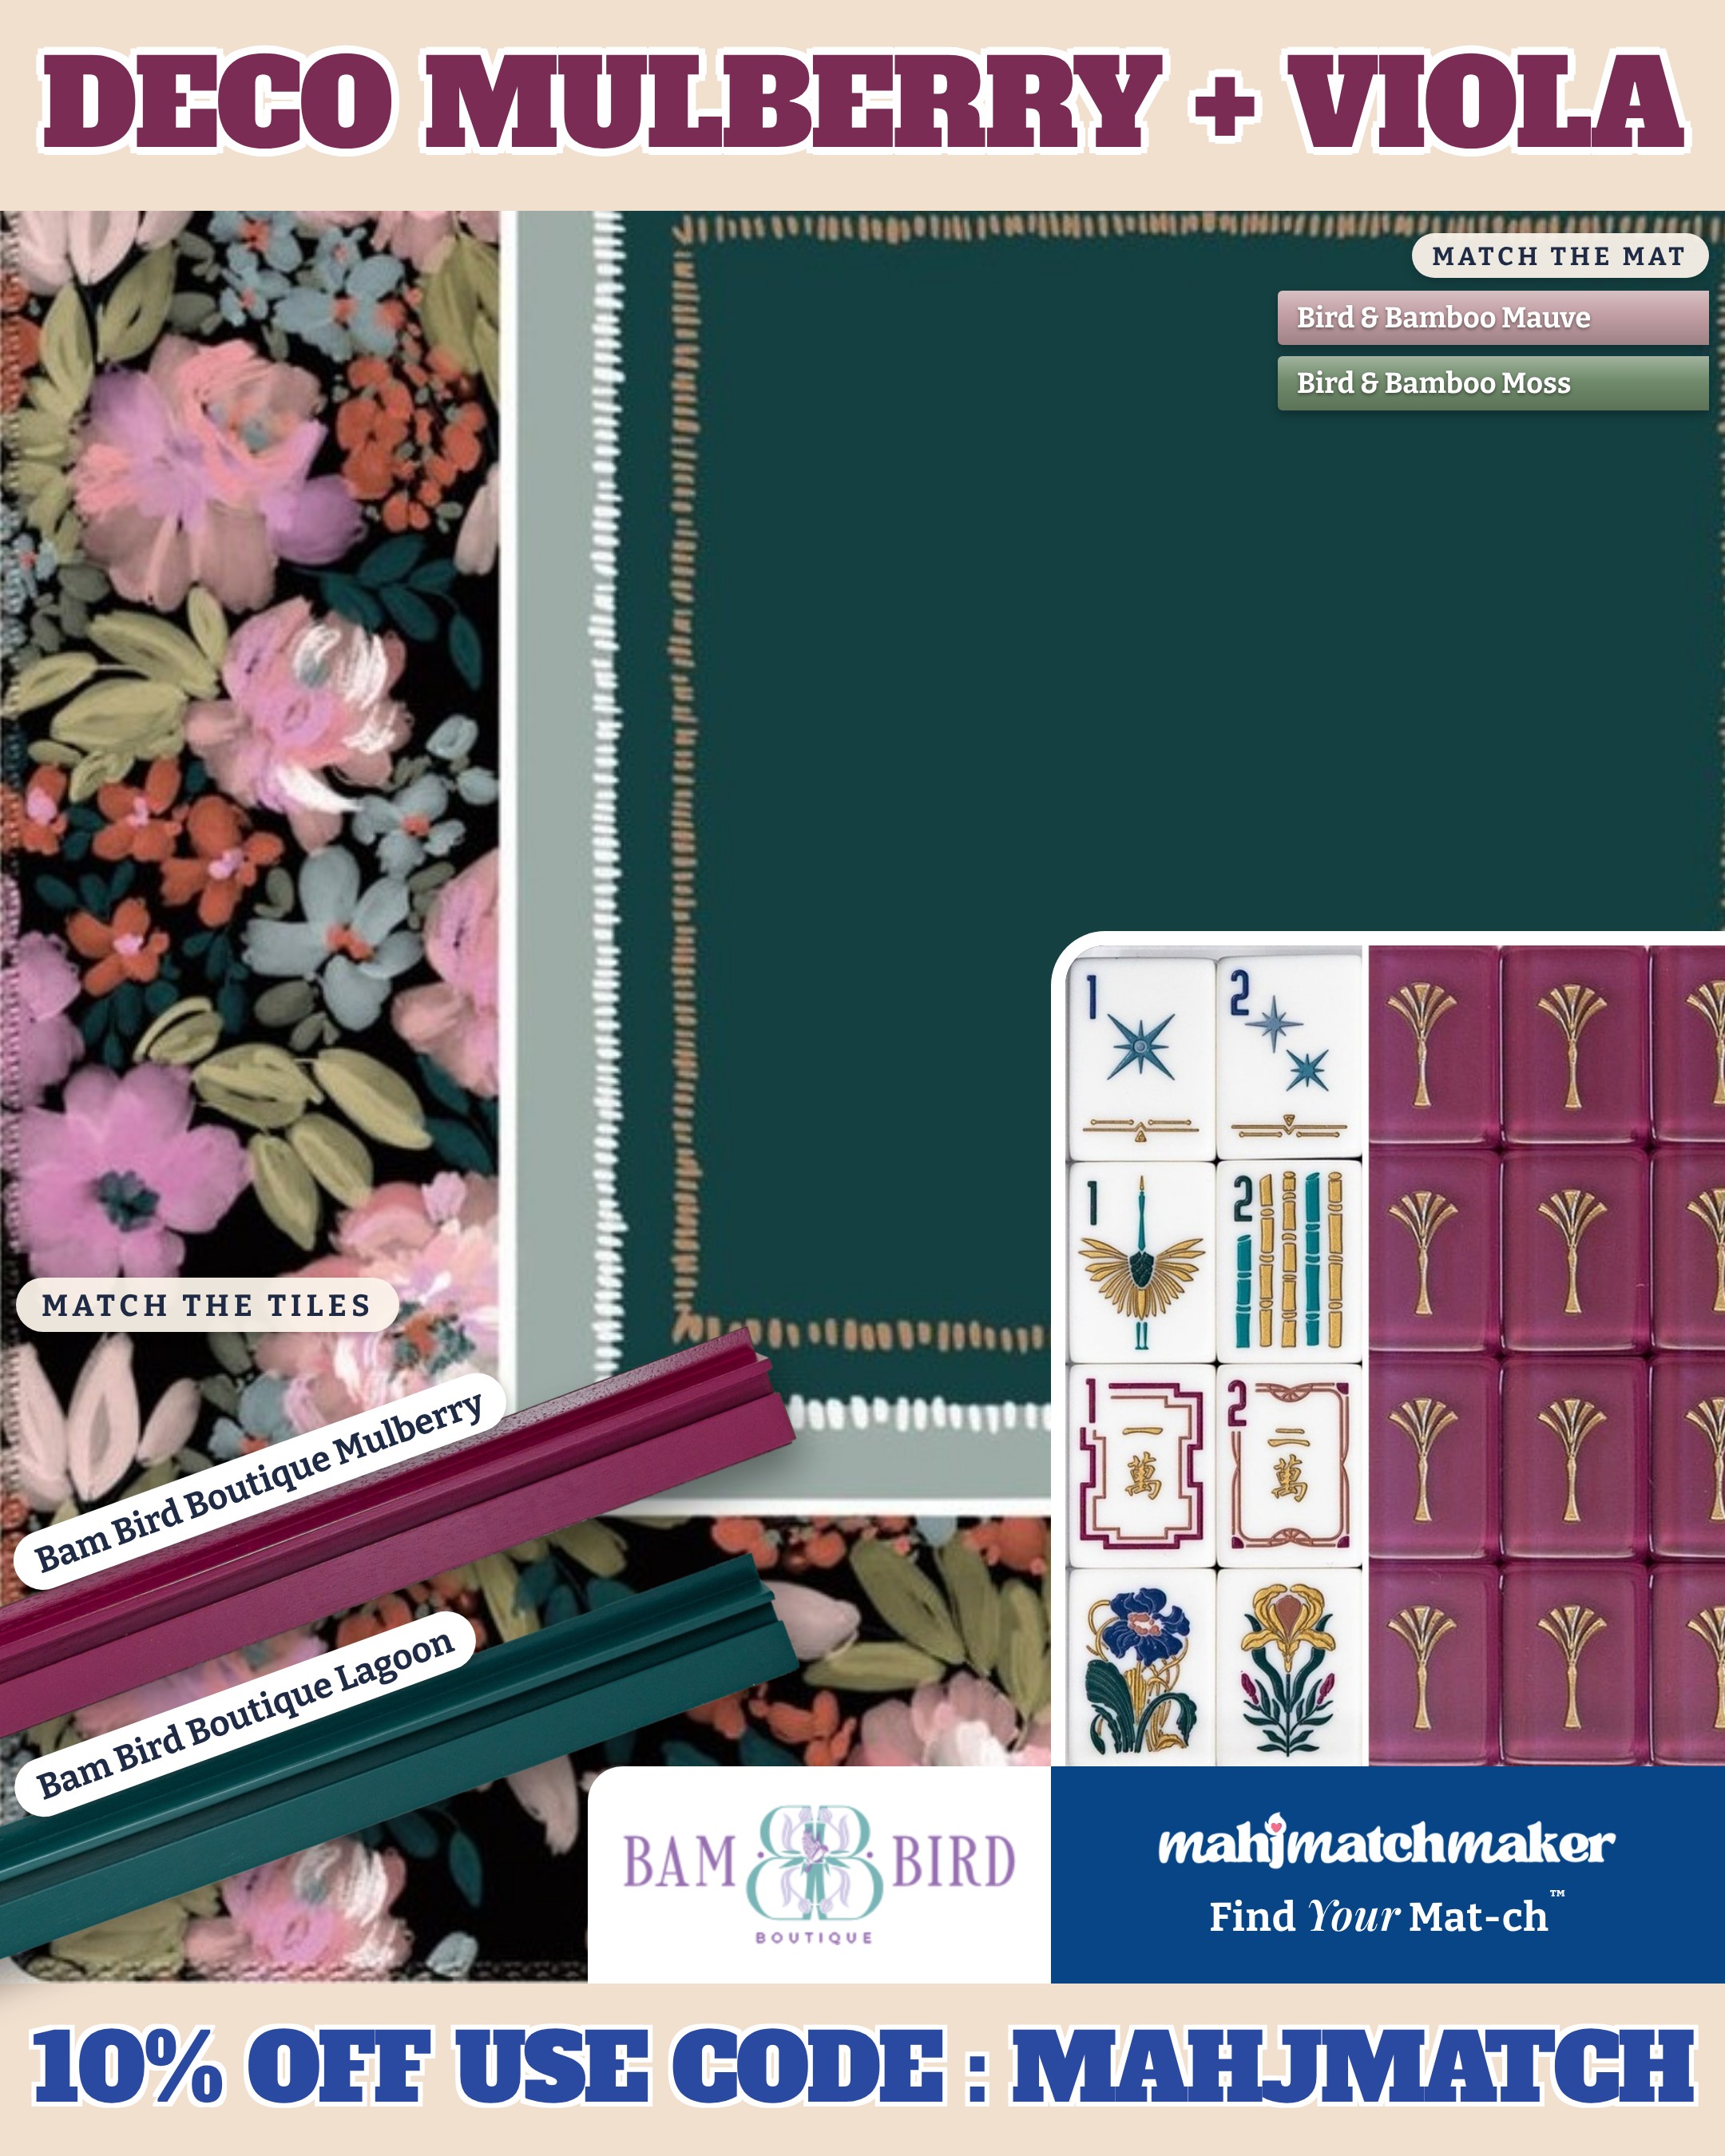 DECO MULBERRY + VIOLA
MATCH THE MAT
Bird & Bamboo Mauve
Bird & Bamboo Moss
1
2
1
2
1
2
一萬
二萬
MATCH THE TILES
Bam Bird Boutique Mulberry
Bam Bird Boutique Lagoon
BAM BIRD
BOUTIQUE
mahjmatchmaker
Find Your Mat-ch™
10% OFF USE CODE : MAHJMATCH